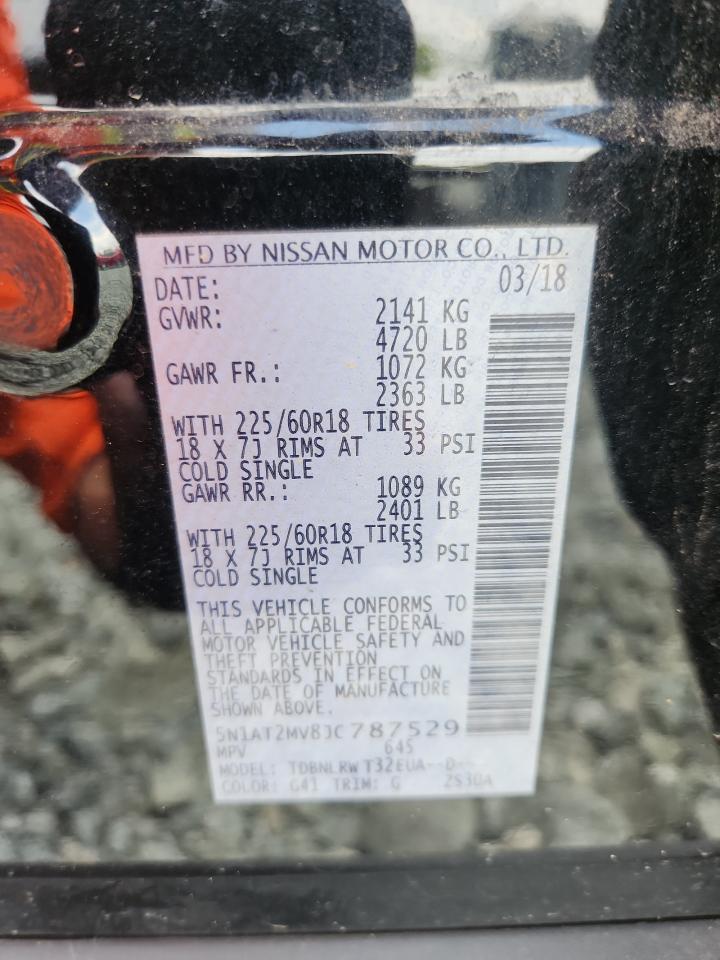 MFD BY NISSAN MOTOR CO., LTD.
DATE: 03/18
GVWR: 2141 KG
4720 LB
GAWR FR.: 1072 KG
2363 LB
WITH 225/60R18 TIRES
18 X 7J RIMS AT 33 PSI
COLD SINGLE
GAWR RR.: 1089 KG
2401 LB
WITH 225/60R18 TIRES
18 X 7J RIMS AT 33 PSI
COLD SINGLE
THIS VEHICLE CONFORMS TO
ALL APPLICABLE FEDERAL
MOTOR VEHICLE SAFETY AND
THEFT PREVENTION
STANDARDS IN EFFECT ON
THE DATE OF MANUFACTURE
SHOWN ABOVE.
5N1AT2MV8JC787529
MPV 645
MODEL: TDBNLRW T32EUA--D---
COLOR: G41 TRIM: G 2S30A